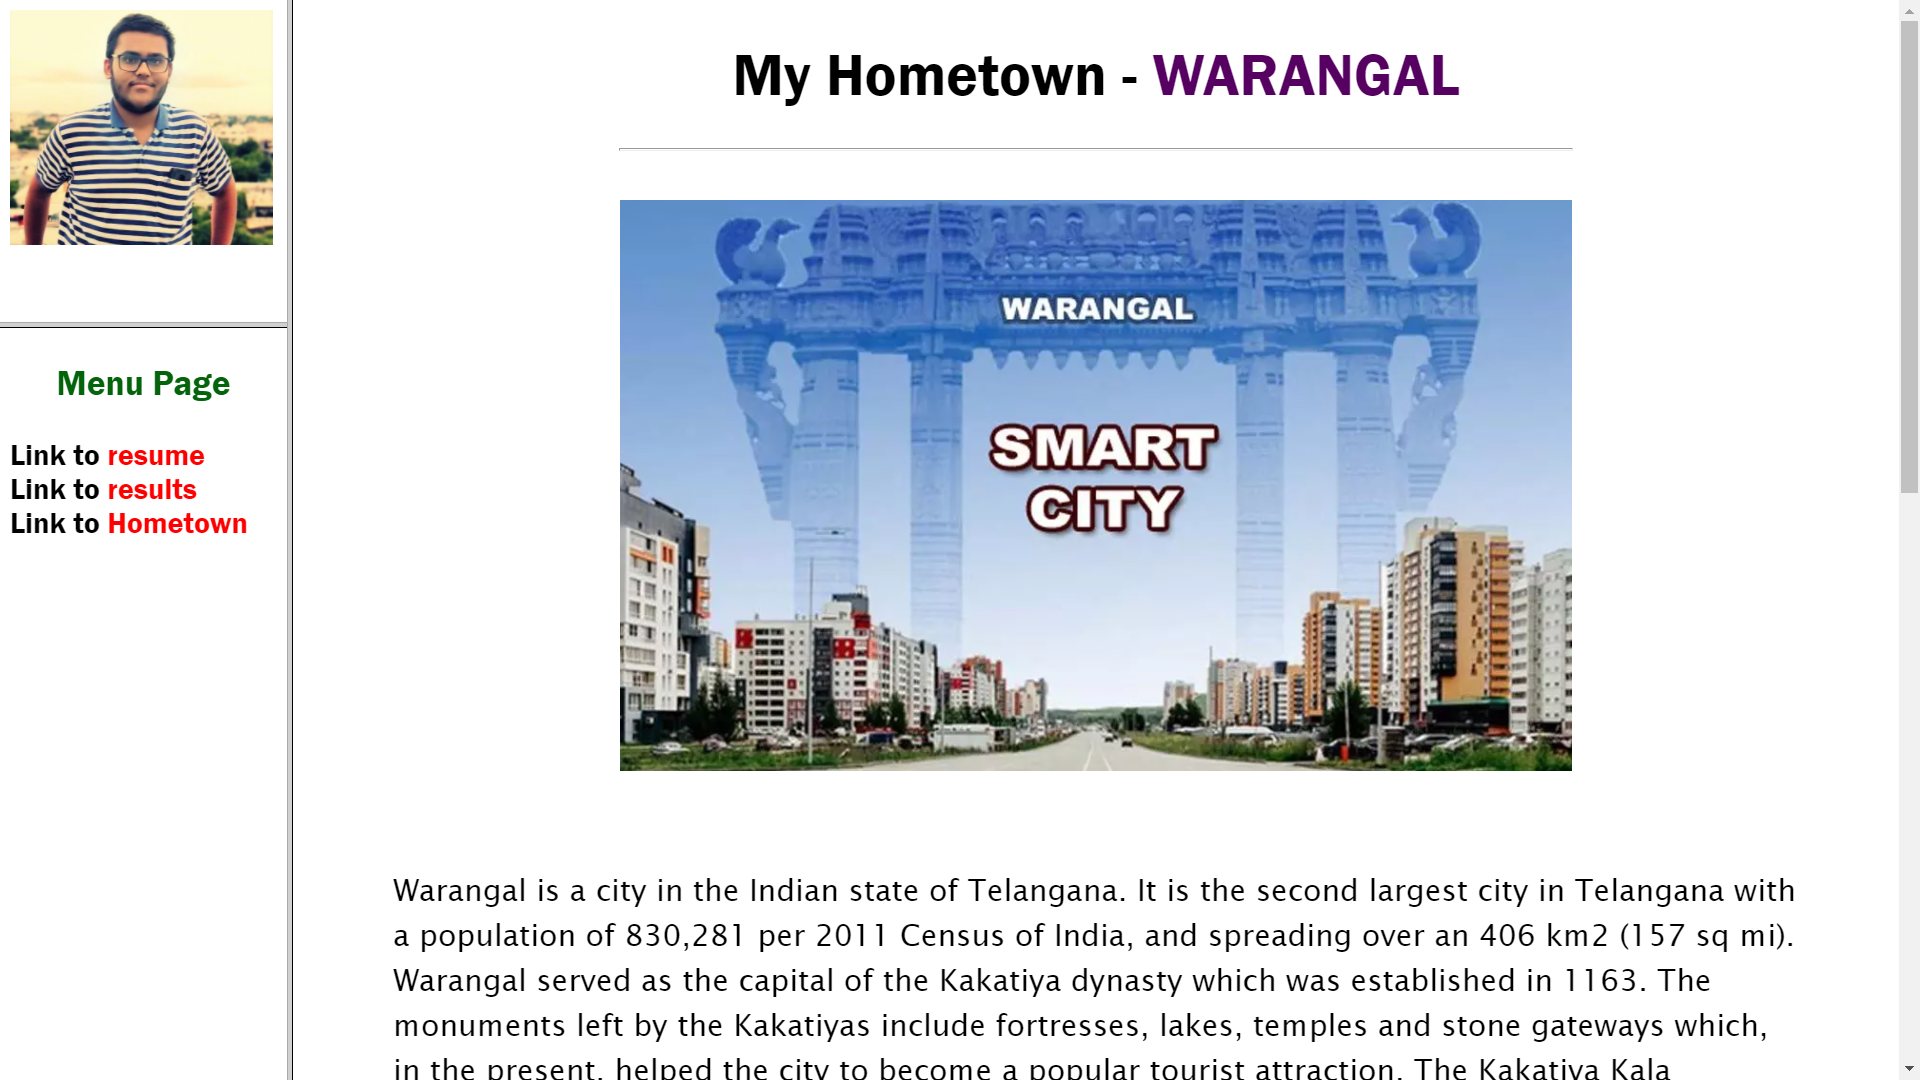 My Hometown - WARANGAL
WARANGAL
SMART
CITY
Menu Page
Link to resume
Link to results
Link to Hometown
Warangal is a city in the Indian state of Telangana. It is the second largest city in Telangana with
a population of 830,281 per 2011 Census of India, and spreading over an 406 km2 (157 sq mi).
Warangal served as the capital of the Kakatiya dynasty which was established in 1163. The
monuments left by the Kakatiyas include fortresses, lakes, temples and stone gateways which,
in the present, helped the city to become a popular tourist attraction. The Kakatiya Kala